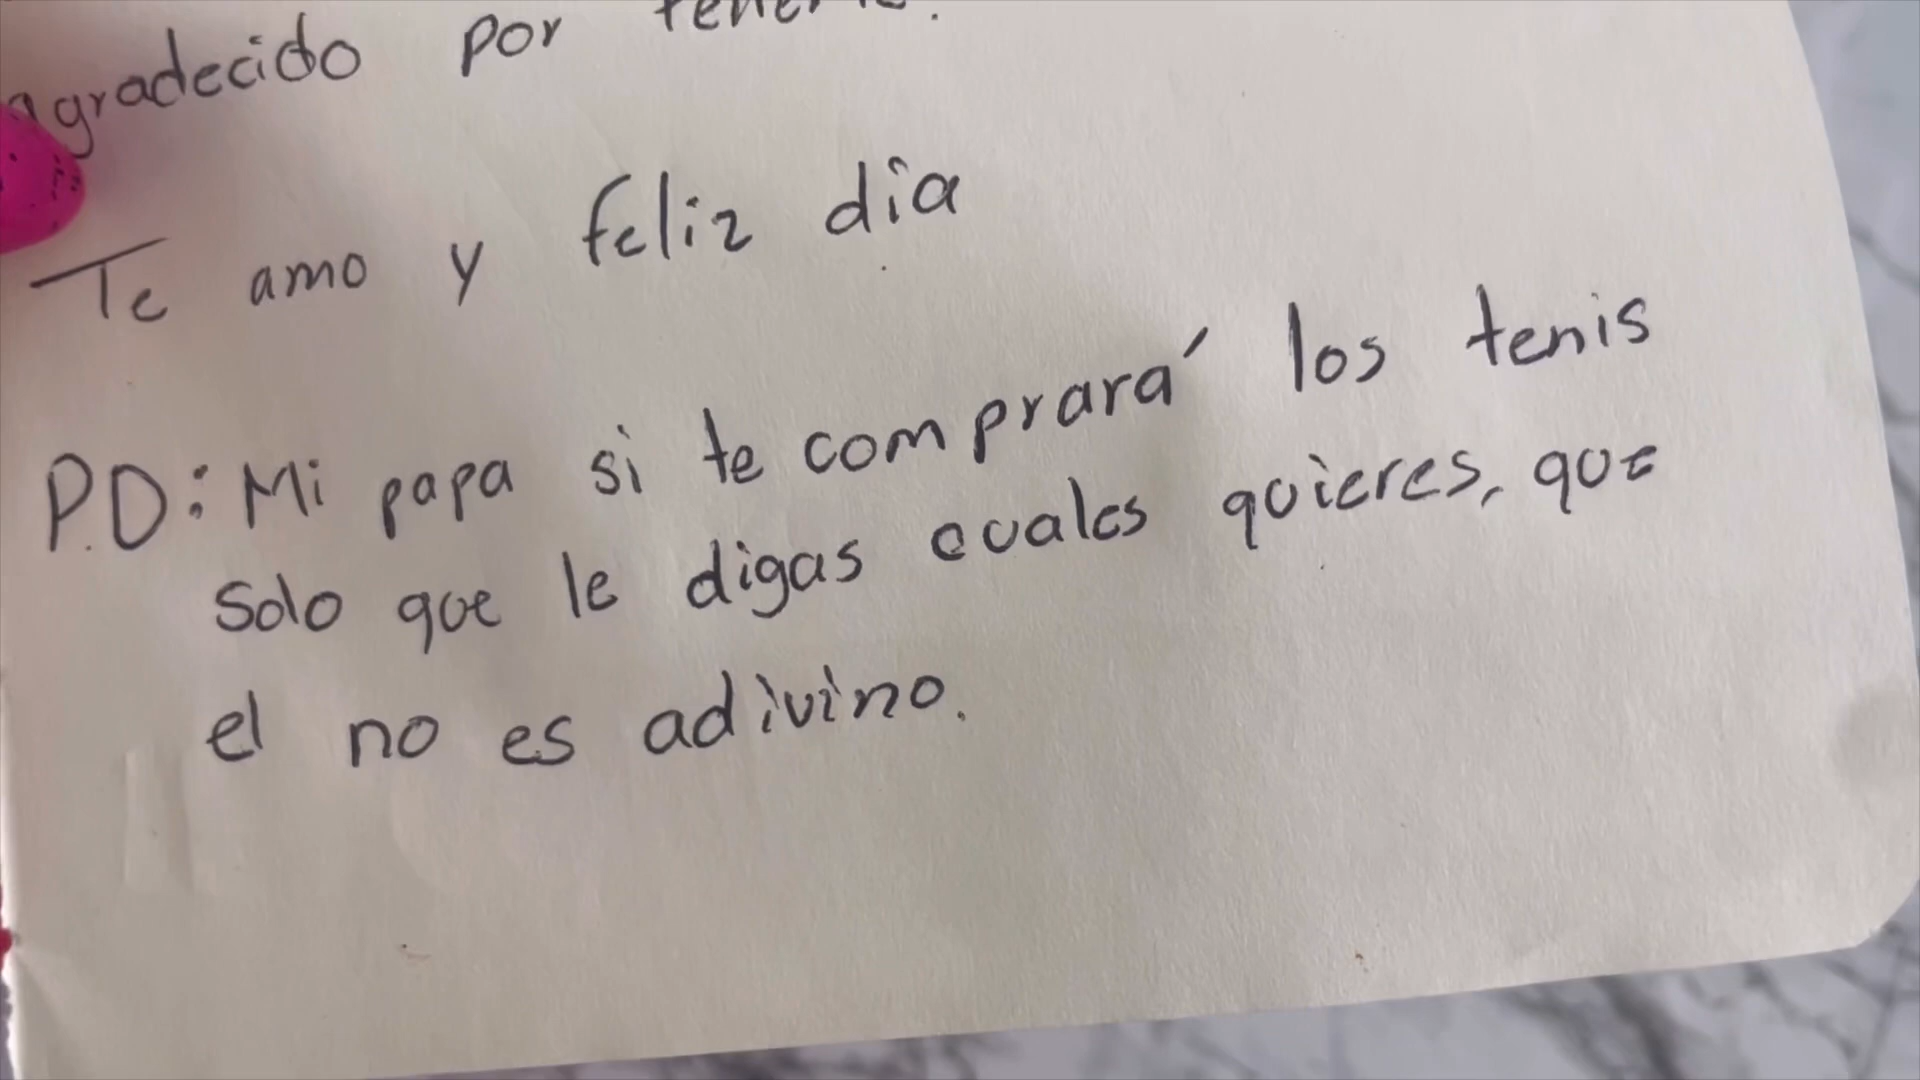 agradecido por tenerte.
Te amo y feliz dia
P.D: Mi papa si te comprará los tenis
solo que le digas cuales quieres, que
el no es adivino.